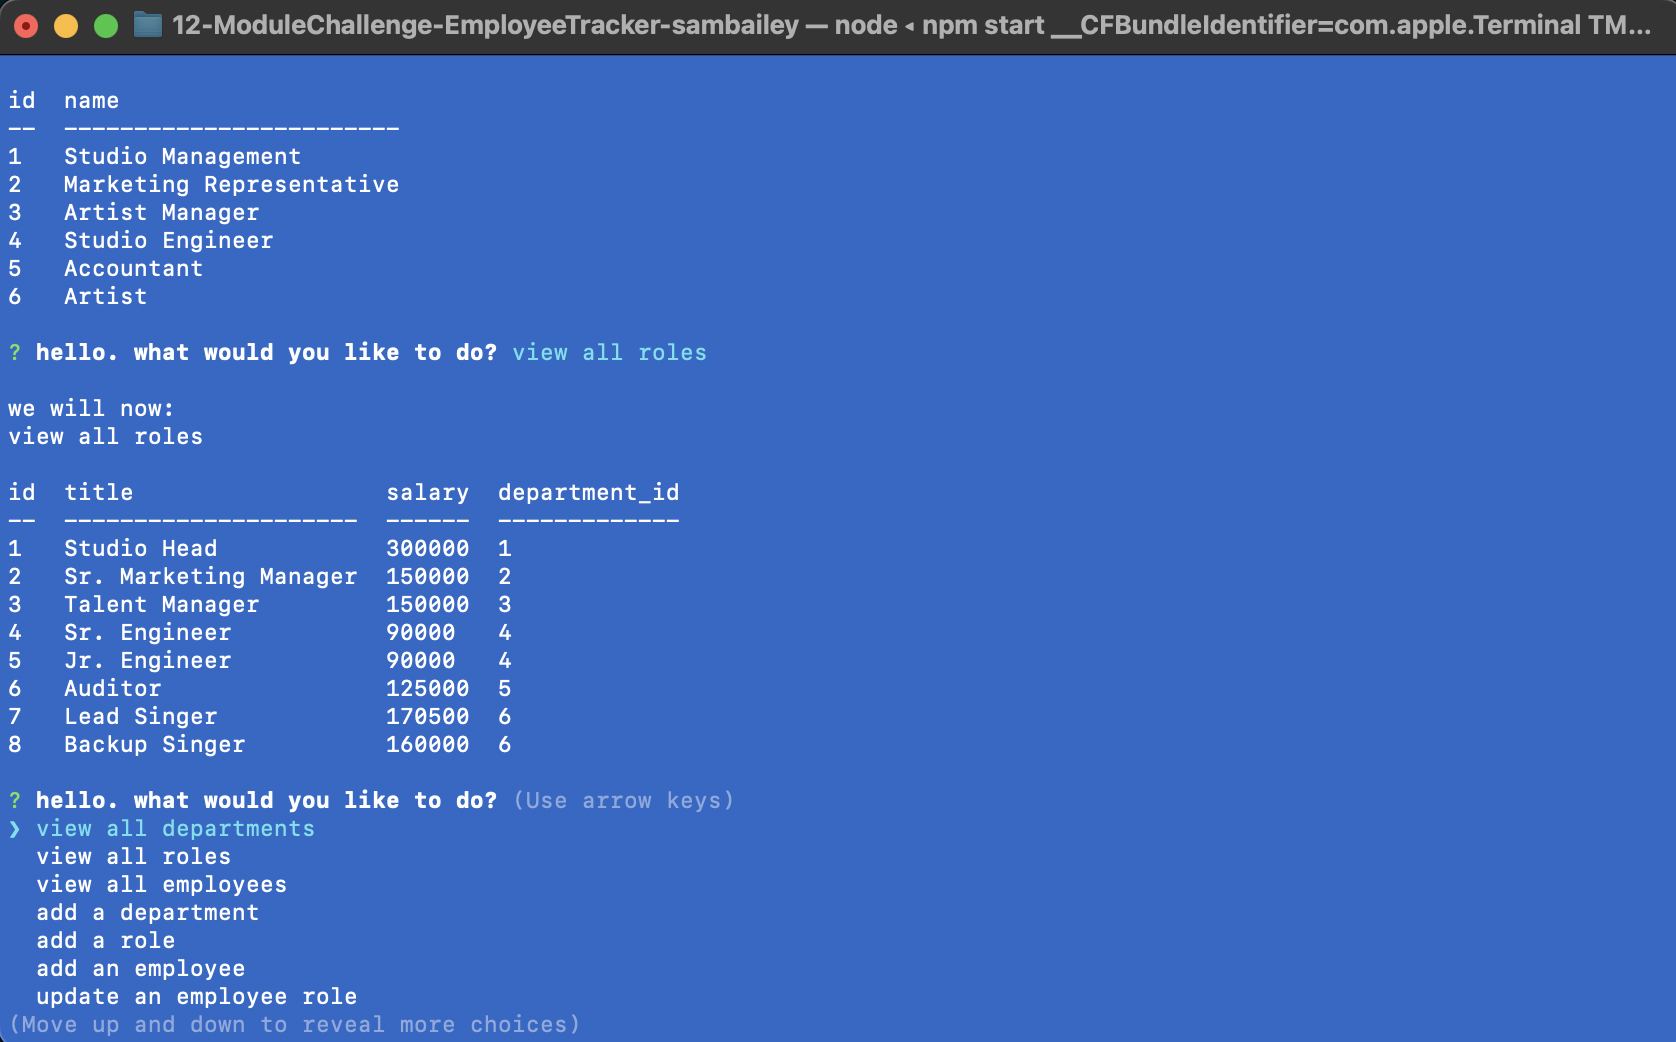 12-ModuleChallenge-EmployeeTracker-sambailey — node ◂ npm start __CFBundleIdentifier=com.apple.Terminal TM...
id  name
--  ------------------------
1   Studio Management
2   Marketing Representative
3   Artist Manager
4   Studio Engineer
5   Accountant
6   Artist
? hello. what would you like to do? view all roles
we will now:
view all roles
id  title                  salary  department_id
--  ---------------------  ------  -------------
1   Studio Head            300000  1
2   Sr. Marketing Manager  150000  2
3   Talent Manager         150000  3
4   Sr. Engineer           90000   4
5   Jr. Engineer           90000   4
6   Auditor                125000  5
7   Lead Singer            170500  6
8   Backup Singer          160000  6
? hello. what would you like to do? (Use arrow keys)
❯ view all departments
  view all roles
  view all employees
  add a department
  add a role
  add an employee
  update an employee role
(Move up and down to reveal more choices)